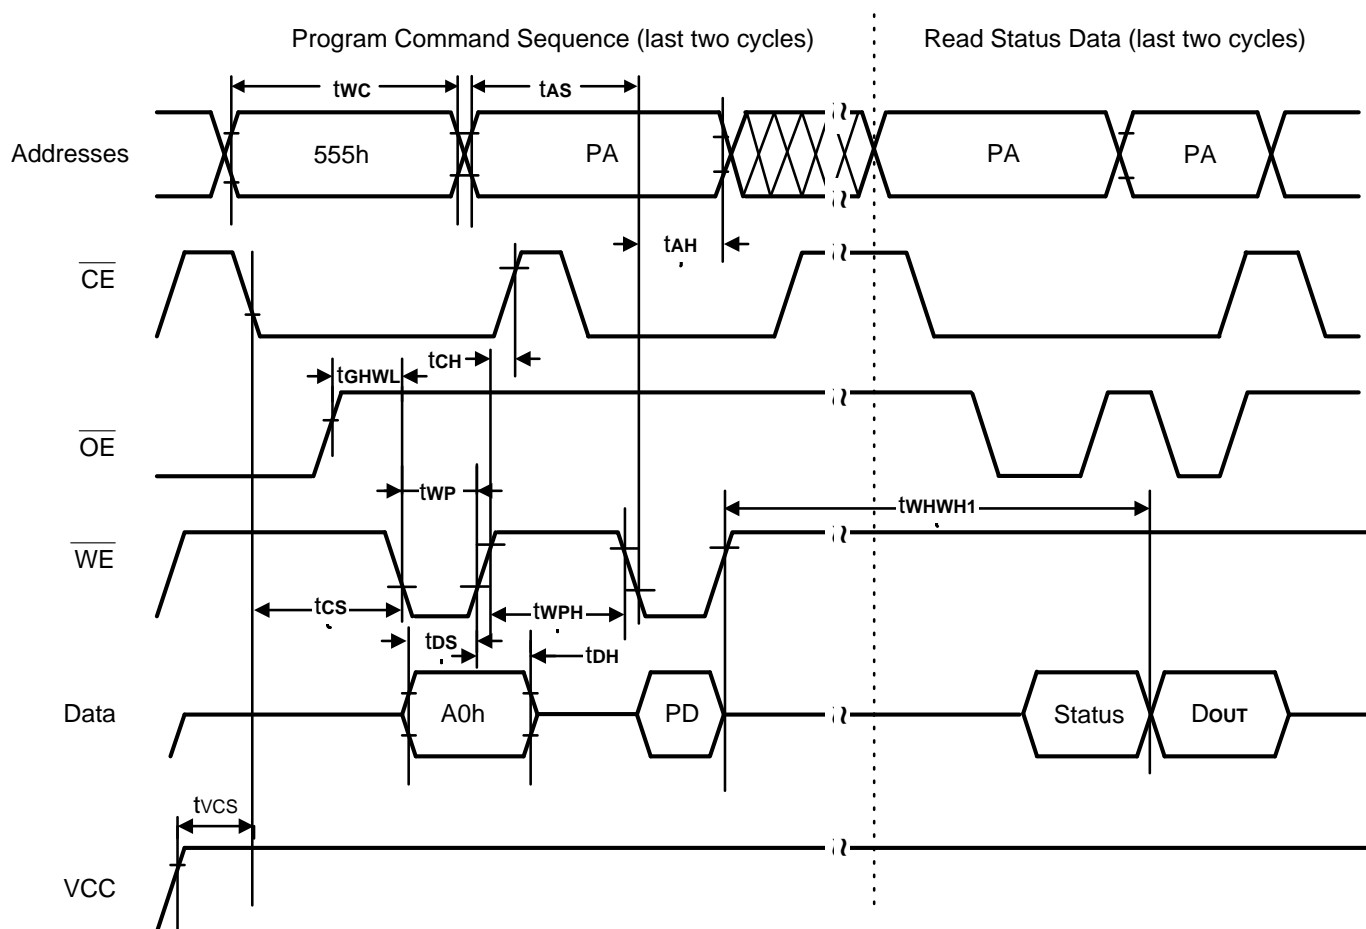 Program Command Sequence (last two cycles)
Read Status Data (last two cycles)
tWC
tAS
Addresses
555h
PA
PA
PA
tAH
CE
tCH
tGHWL
OE
tWP
tWHWH1
WE
tCS
tWPH
tDS
tDH
Data
A0h
PD
Status
DOUT
tVCS
VCC